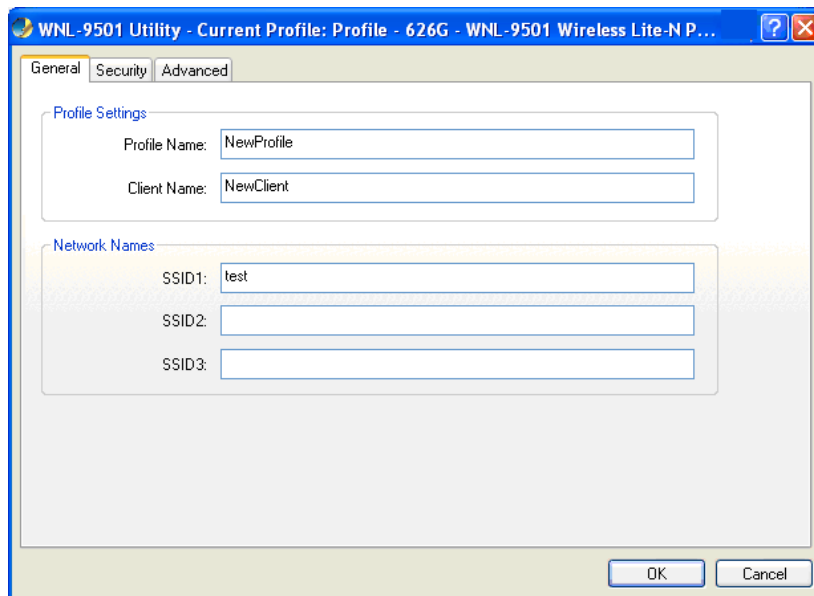 WNL-9501 Utility - Current Profile: Profile - 626G - WNL-9501 Wireless Lite-N P...
General Security Advanced
Profile Settings
Profile Name: NewProfile
Client Name: NewClient
Network Names
SSID1: test
SSID2:
SSID3:
OK Cancel